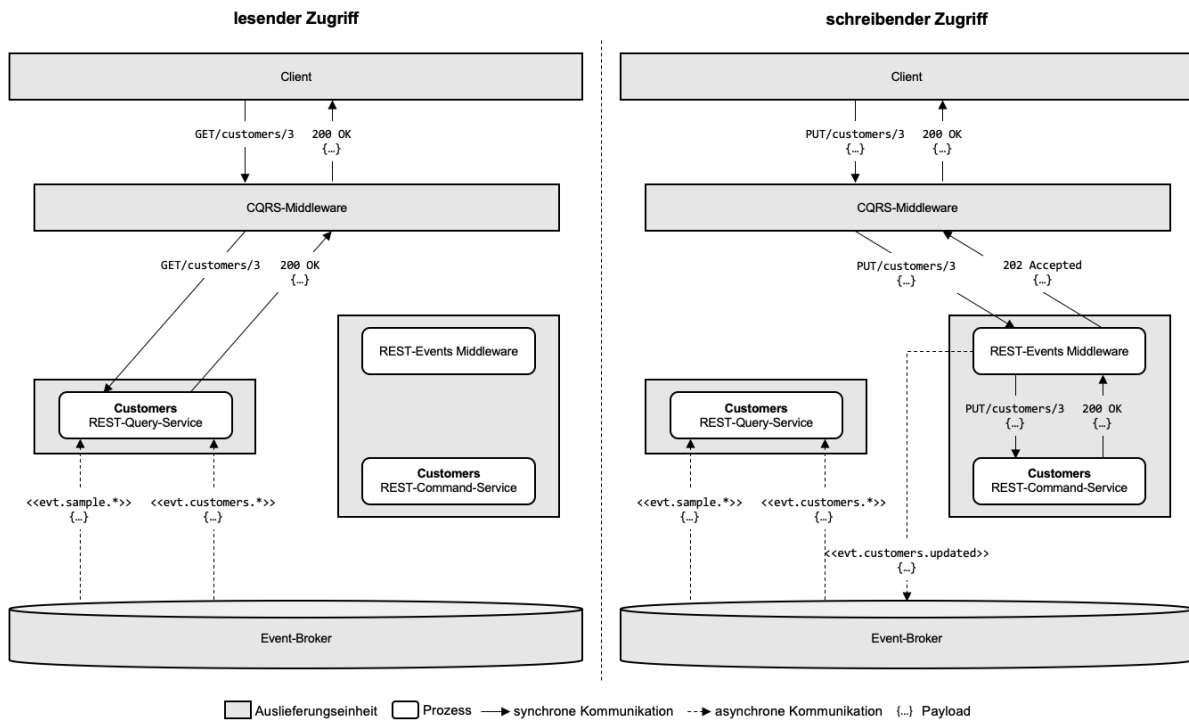 lesender Zugriff
Client
GET/customers/3
200 OK
{…}
CQRS-Middleware
GET/customers/3
200 OK
{…}
REST-Events Middleware
Customers
REST-Query-Service
Customers
REST-Command-Service
<<evt.sample.*>>
{…}
<<evt.customers.*>>
{…}
Event-Broker
schreibender Zugriff
Client
PUT/customers/3
{…}
200 OK
{…}
CQRS-Middleware
PUT/customers/3
{…}
202 Accepted
{…}
REST-Events Middleware
PUT/customers/3
{…}
200 OK
{…}
Customers
REST-Query-Service
Customers
REST-Command-Service
<<evt.sample.*>>
{…}
<<evt.customers.*>>
{…}
<<evt.customers.updated>>
{…}
Event-Broker
Auslieferungseinheit Prozess synchrone Kommunikation asynchrone Kommunikation {…} Payload